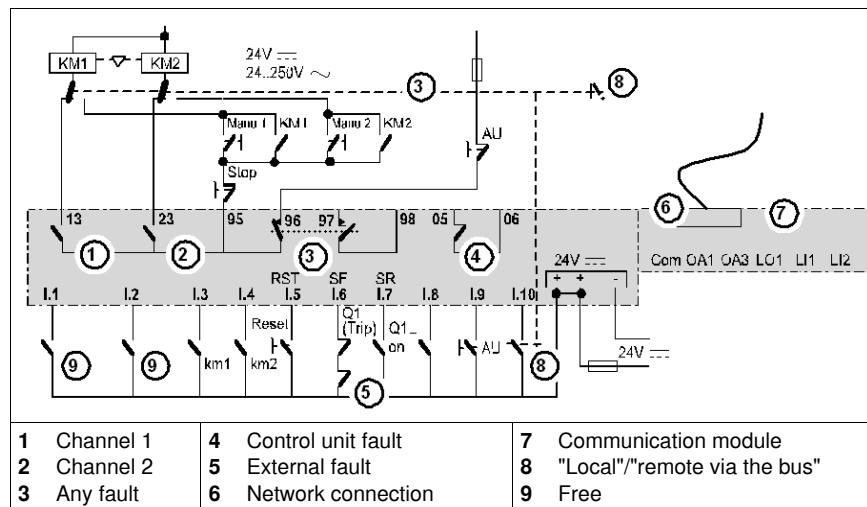 KM1 KM2 24V
24..250V
3 8
Manu 1 KM1 Manu 2 KM2 AU
Stop
6 7
13 23 95 96 97 98 05 06
1 2 3 4
24V
Com OA1 OA3 LO1 LI1 LI2
RST SF SR
+ + -
I.1 I.2 I.3 I.4 I.5 I.6 I.7 I.8 I.9 I.10
Reset Q1 (Trip) Q1_ on
9 9 km1 km2 AU 8 24V
5
1 Channel 1
2 Channel 2
3 Any fault
4 Control unit fault
5 External fault
6 Network connection
7 Communication module
8 "Local"/"remote via the bus"
9 Free